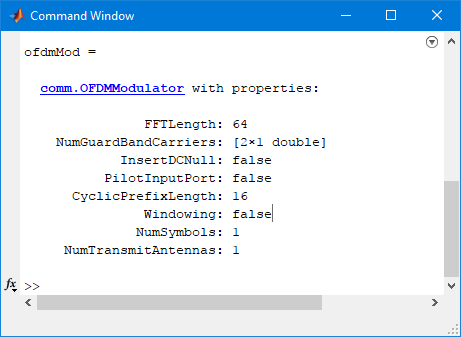 Command Window
ofdmMod =
comm.OFDMModulator with properties:
FFTLength: 64
NumGuardBandCarriers: [2×1 double]
InsertDCNull: false
PilotInputPort: false
CyclicPrefixLength: 16
Windowing: false
NumSymbols: 1
NumTransmitAntennas: 1
fx >>